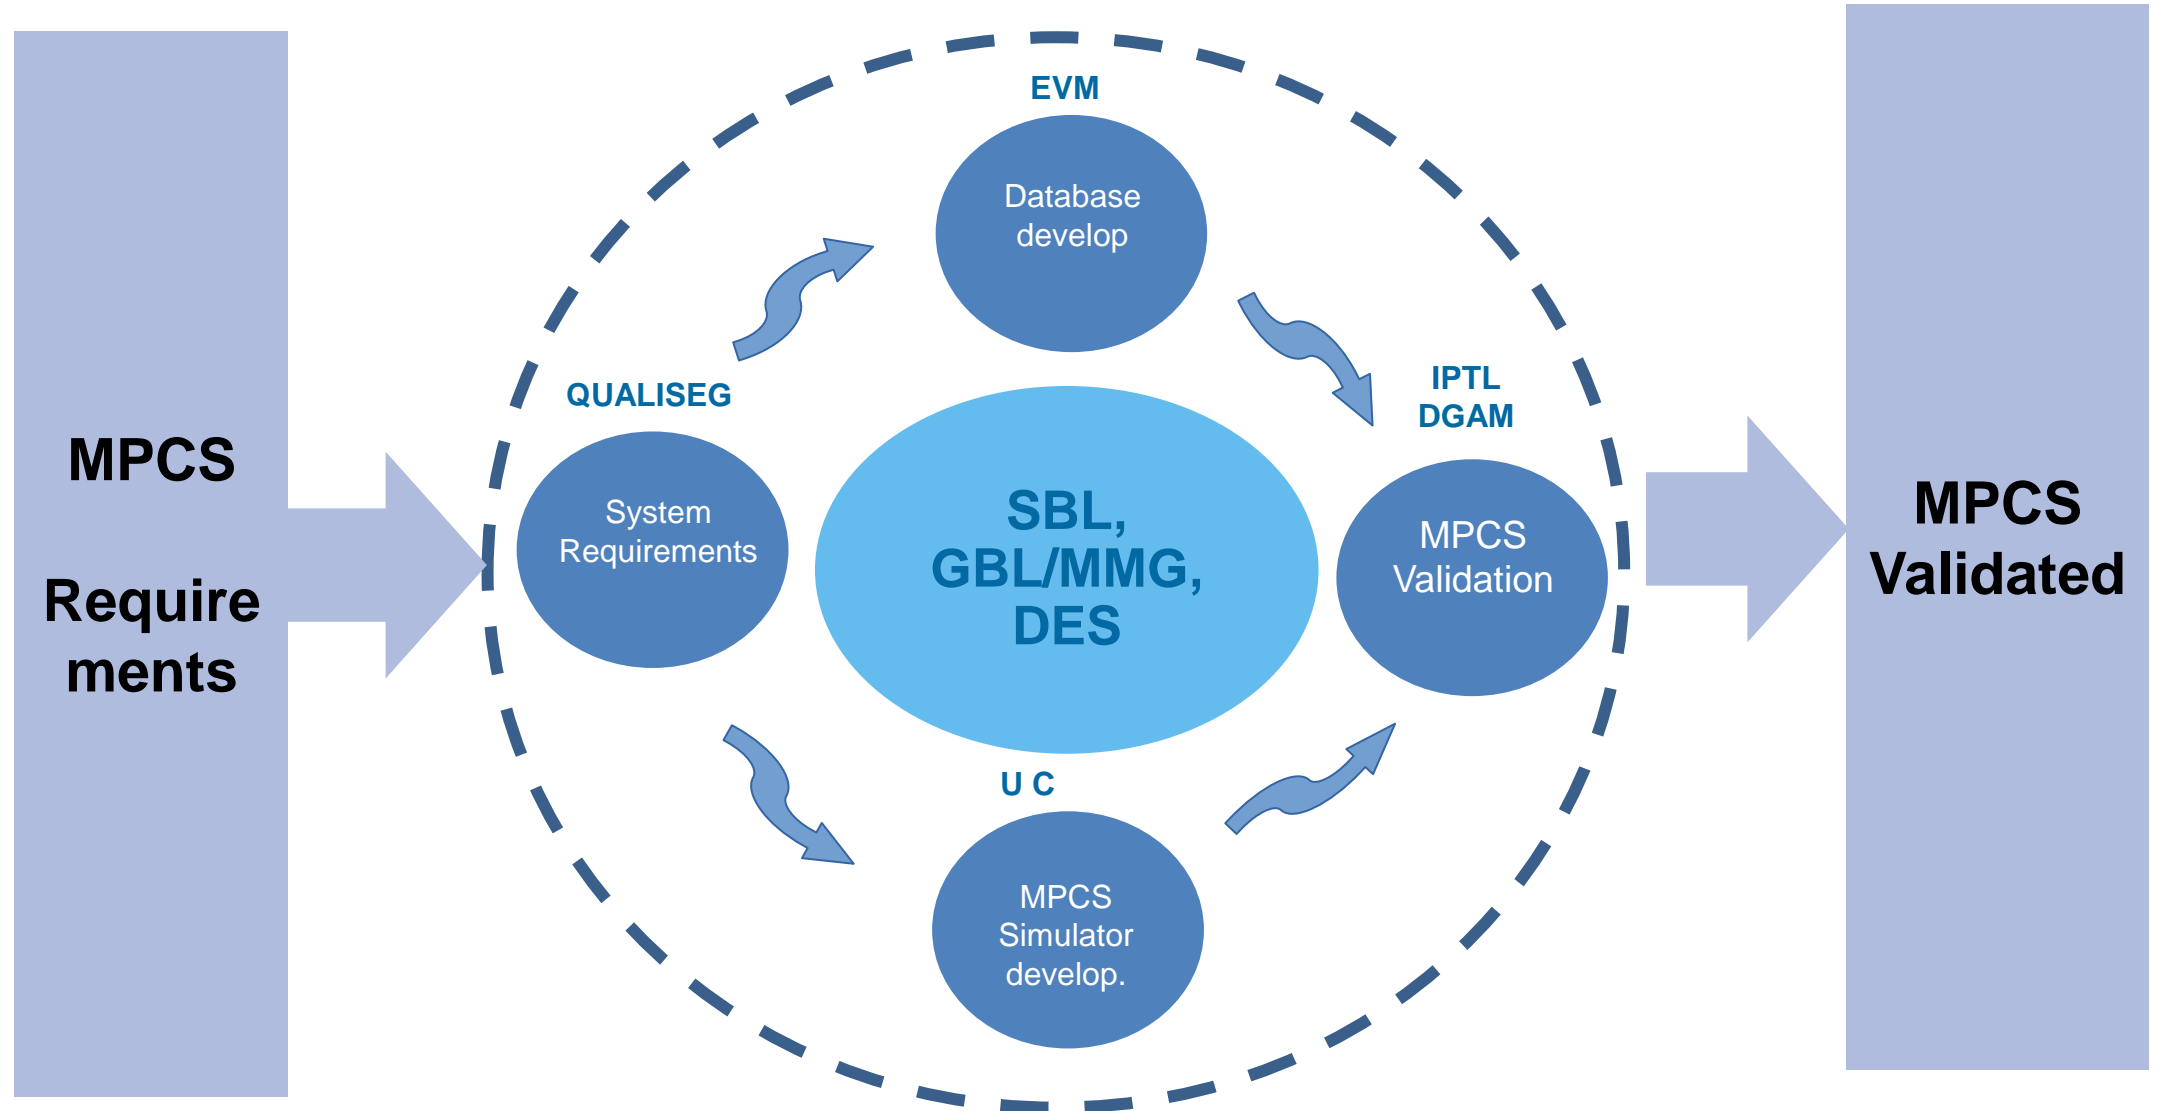 MPCS
Require
ments
QUALISEG
System
Requirements
EVM
Database
develop
SBL,
GBL/MMG,
DES
U C
MPCS
Simulator
develop.
IPTL
DGAM
MPCS
Validation
MPCS
Validated